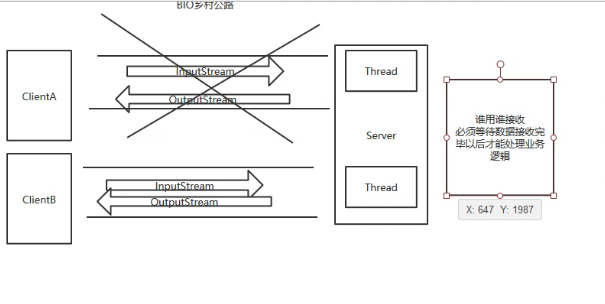 BIO乡村公路
ClientA
InputStream
OutputStream
Thread
Server
谁用谁接收
必须等待数据接收完
毕以后才能处理业务
逻辑
ClientB
InputStream
OutputStream
Thread
X: 647 Y: 1987